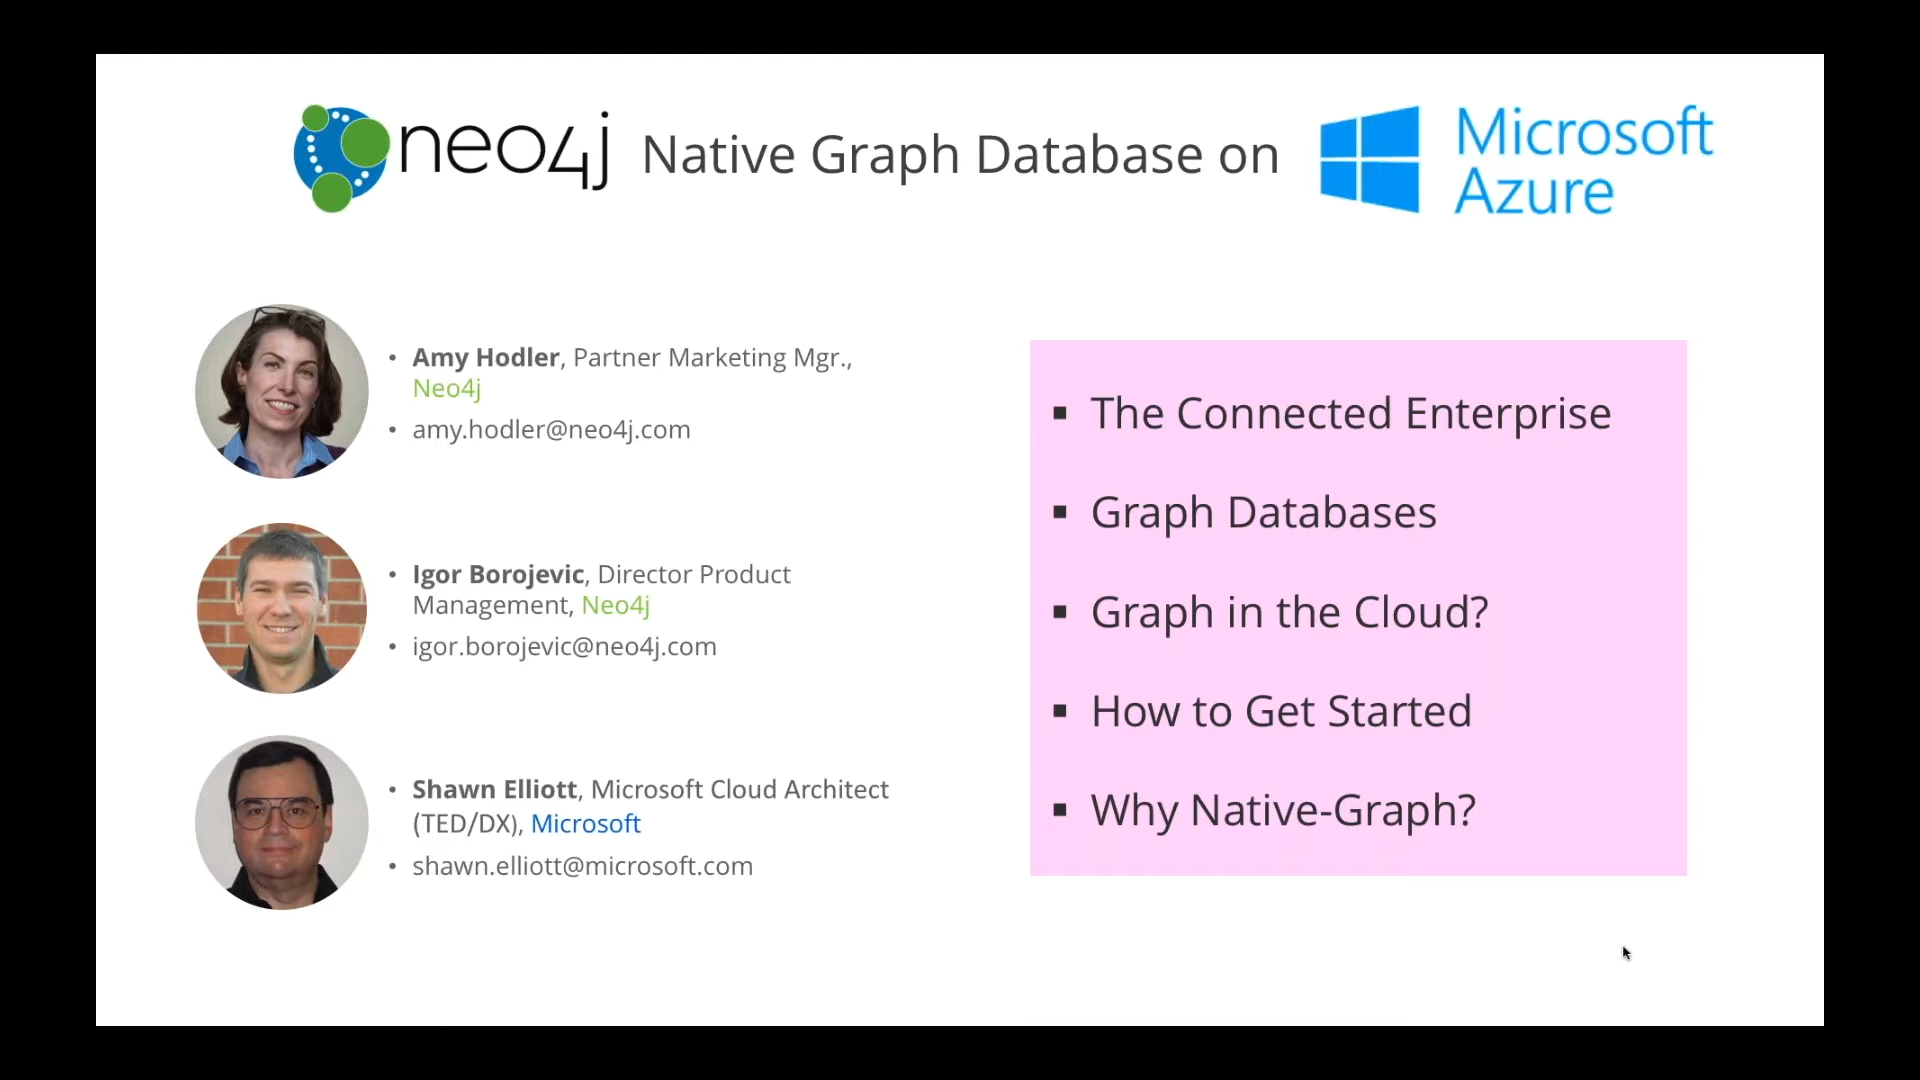 neo4j Native Graph Database on Microsoft Azure
• Amy Hodler, Partner Marketing Mgr.,
Neo4j
• amy.hodler@neo4j.com
• Igor Borojevic, Director Product
Management, Neo4j
• igor.borojevic@neo4j.com
• Shawn Elliott, Microsoft Cloud Architect
(TED/DX), Microsoft
• shawn.elliott@microsoft.com
▪ The Connected Enterprise
▪ Graph Databases
▪ Graph in the Cloud?
▪ How to Get Started
▪ Why Native-Graph?